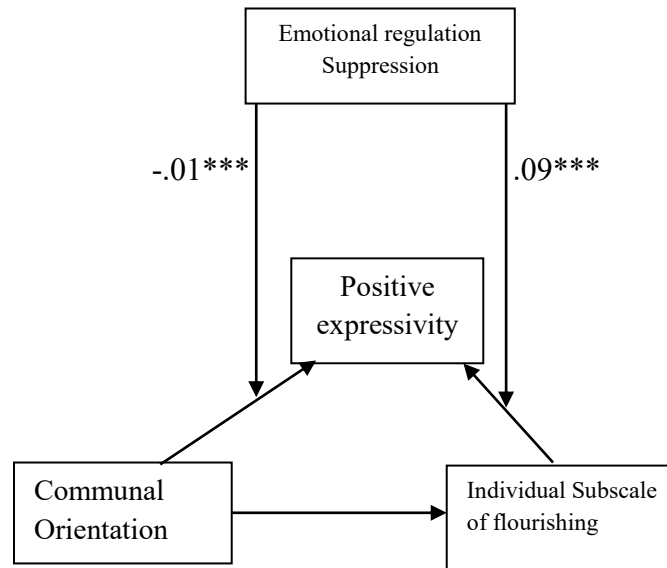 Emotional regulation
Suppression
-.01***
.09***
Positive
expressivity
Communal
Orientation
Individual Subscale
of flourishing